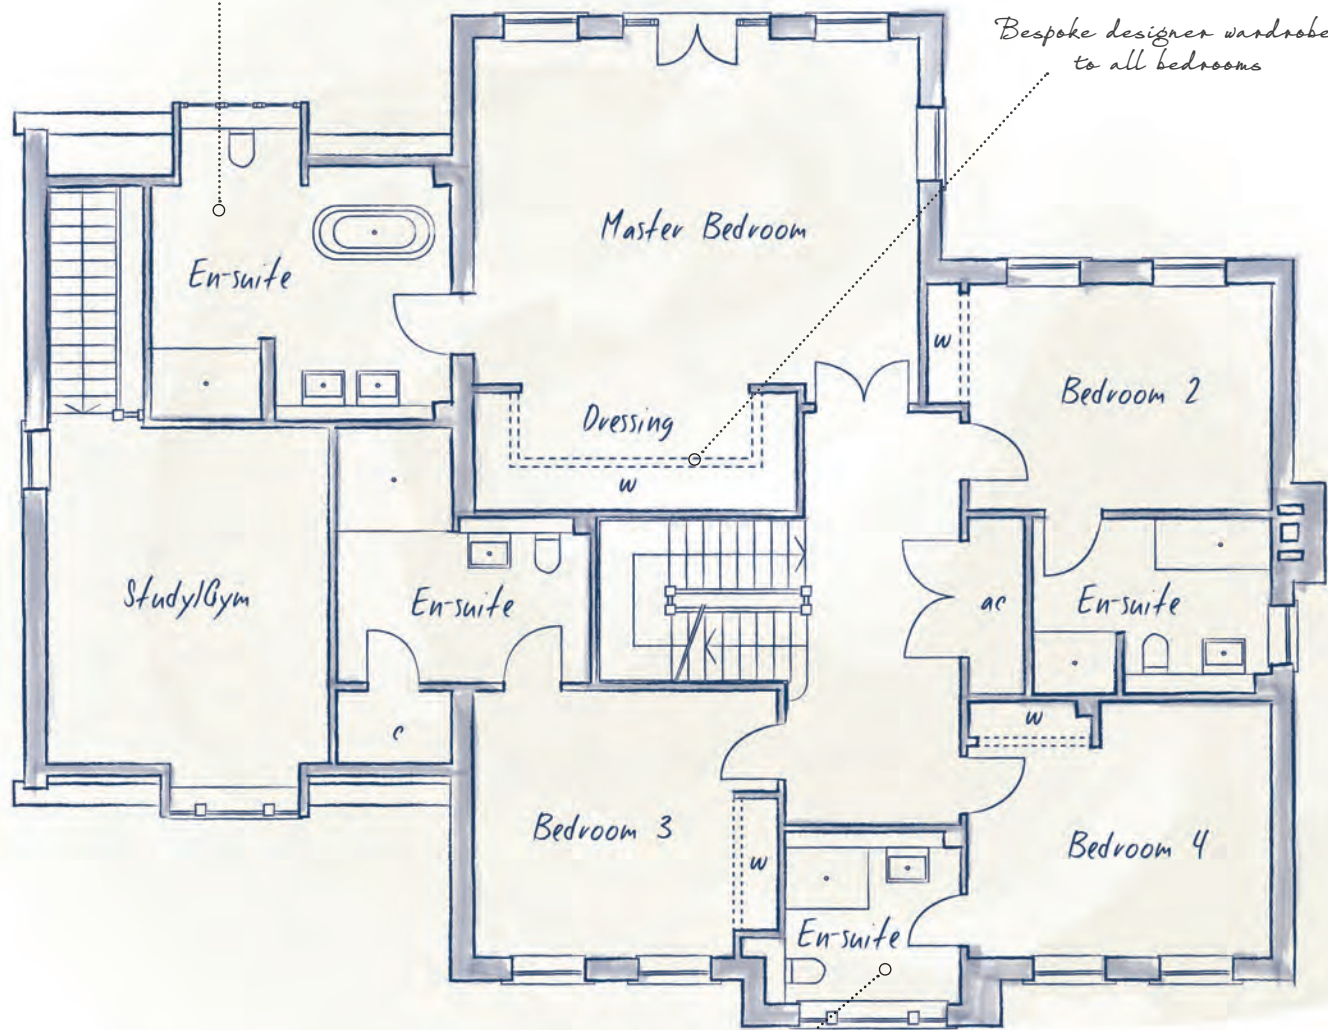 Bespoke designer wardrobe
to all bedrooms
Master Bedroom
En-suite
w
Bedroom 2
Dressing
w
Study/Gym
En-suite
ac
En-suite
c
w
Bedroom 3
w
Bedroom 4
En-suite